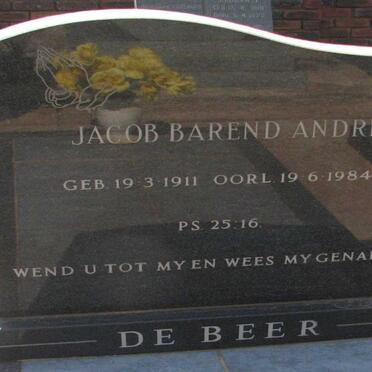 JACOB BAREND ANDR
GEB. 19·3·1911 OORL. 19·6·1984
PS. 25:16.
WEND U TOT MY EN WEES MY GENA
DE BEER